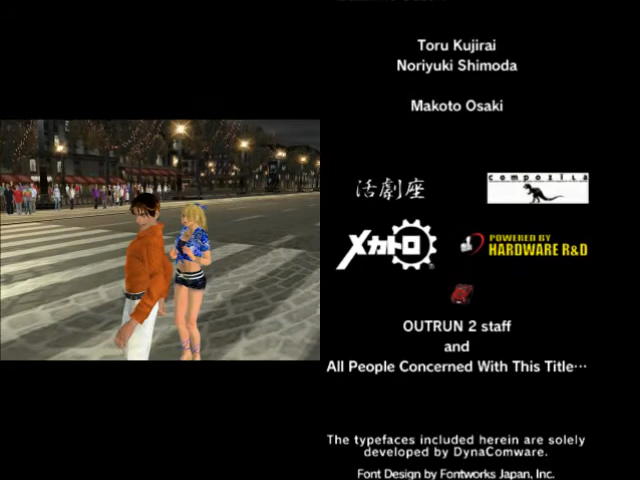 Toru Kujirai
Noriyuki Shimoda
Makoto Osaki
活劇座
compozila
メカトロ
POWERED BY
HARDWARE R&D
OUTRUN 2 staff
and
All People Concerned With This Title…
The typefaces included herein are solely
developed by DynaComware.
Font Design by Fontworks Japan, Inc.